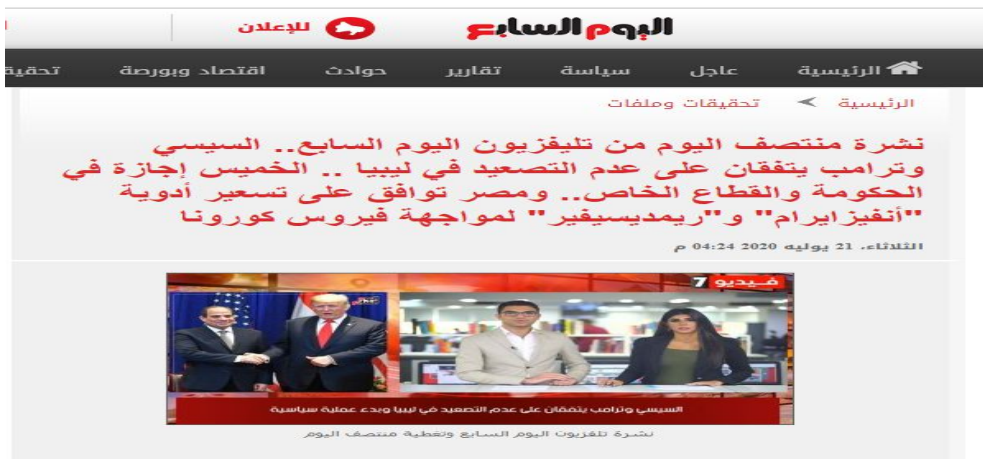 اليوم السابع
للإعلان
الرئيسية عاجل سياسة تقارير حوادث اقتصاد وبورصة
الرئيسية > تحقيقات وملفات
نشرة منتصف اليوم من تليفزيون اليوم السابع.. السيسي
وترامب يتفقان على عدم التصعيد في ليبيا .. الخميس إجازة في
الحكومة والقطاع الخاص.. ومصر توافق على تسعير أدوية
"أنفيزايرام" و"ريمديسيفير" لمواجهة فيروس كورونا
الثلاثاء، 21 يوليه 2020 04:24 م
فيديو 7
السيسي وترامب يتفقان على عدم التصعيد في ليبيا وبدء عملية سياسية
نشرة تلفزيون اليوم السابع وتغطية منتصف اليوم